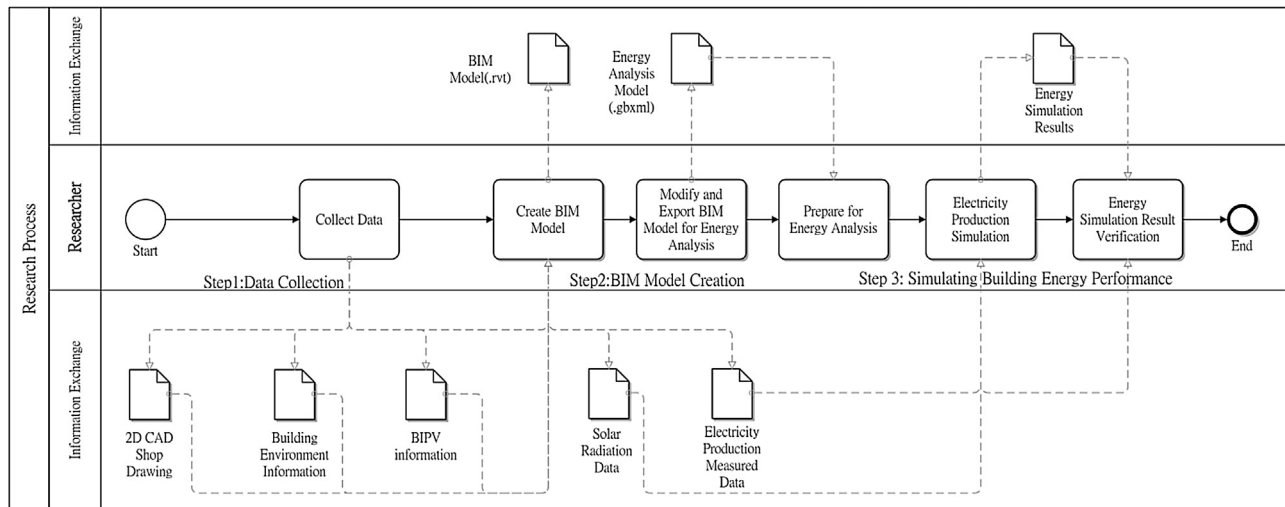 Research Process
Information Exchange
BIM
Model(.rvt)
Energy
Analysis
Model
(.gbxml)
Energy
Simulation
Results
Researcher
Start
Collect Data
Create BIM
Model
Modify and
Export BIM
Model for Energy
Analysis
Prepare for
Energy Analysis
Electricity
Production
Simulation
Energy
Simulation Result
Verification
End
Step1:Data Collection
Step2:BIM Model Creation
Step 3: Simulating Building Energy Performance
Information Exchange
2D CAD
Shop
Drawing
Building
Environment
Information
BIPV
information
Solar
Radiation
Data
Electricity
Production
Measured
Data